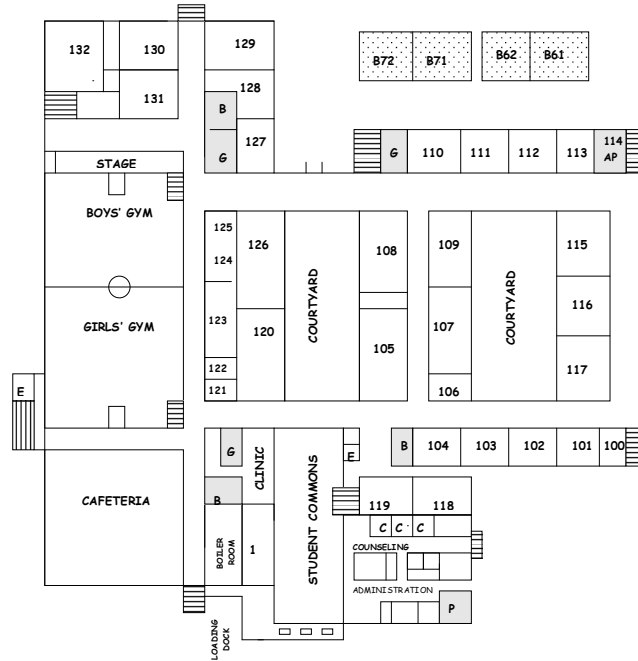 132
130
129
131
128
B
127
G
B72
B71
B62
B61
G
110
111
112
113
114
AP
STAGE
BOYS' GYM
GIRLS' GYM
125
124
126
123
120
122
121
COURTYARD
108
105
109
107
106
COURTYARD
115
116
117
E
G
CLINIC
B
BOILER
ROOM
1
CAFETERIA
STUDENT COMMONS
E
B
104
103
102
101
100
119
118
C C C
COUNSELING
ADMINISTRATION
P
LOADING
DOCK